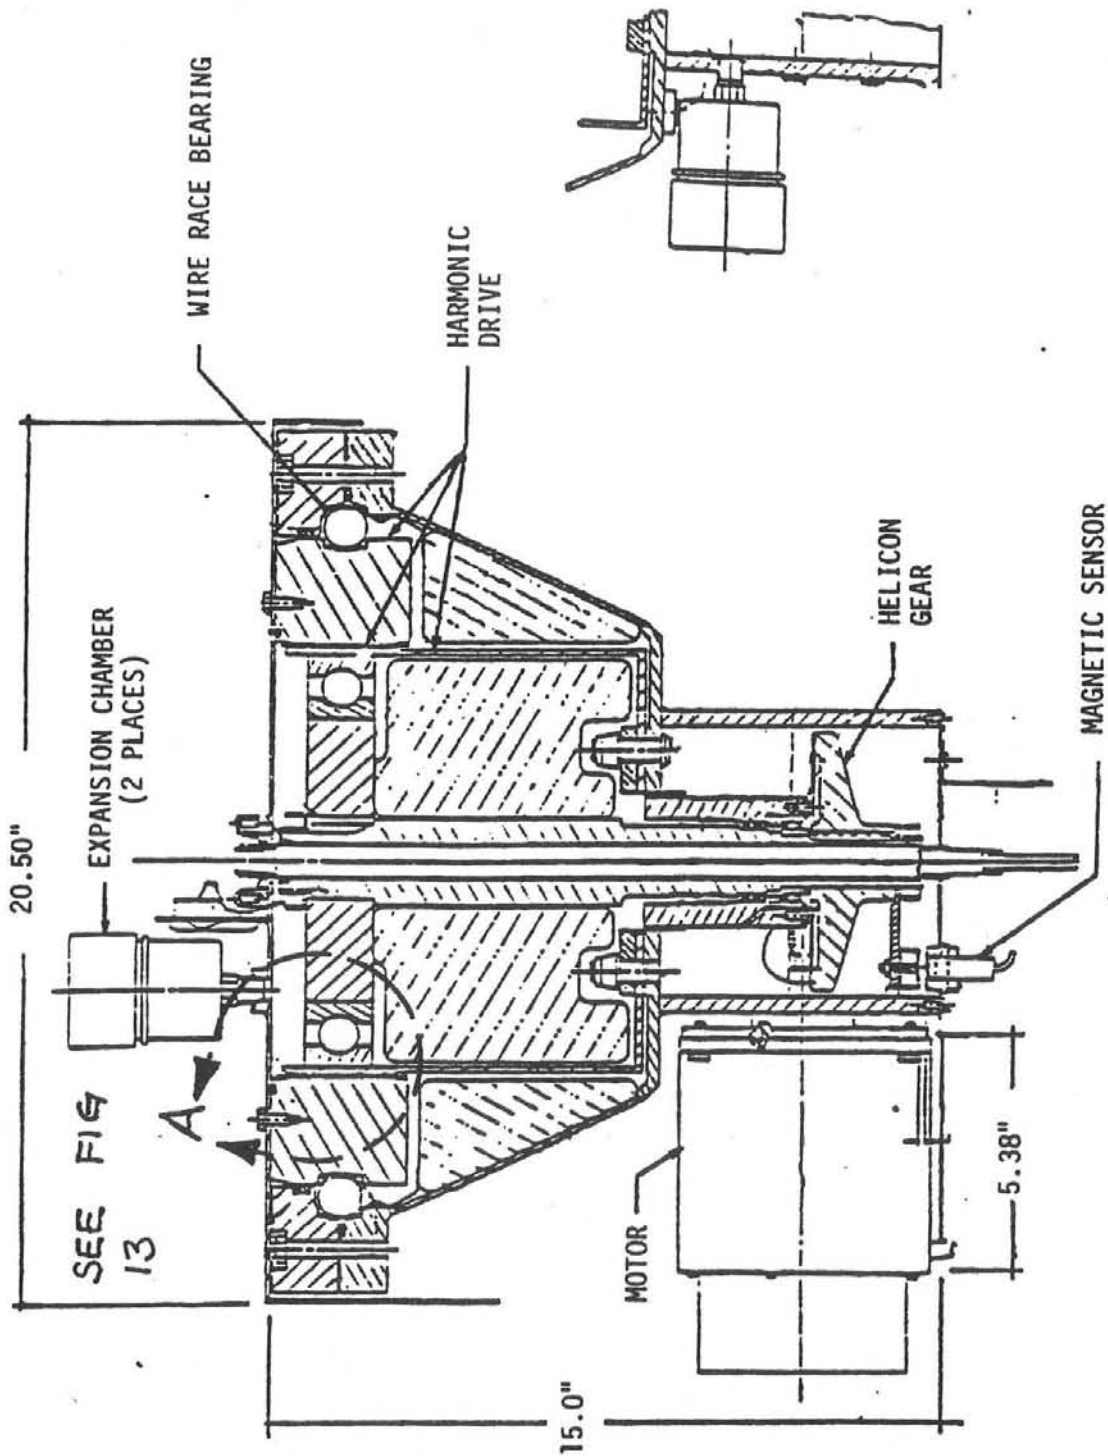 20.50"
EXPANSION CHAMBER
(2 PLACES)
SEE FIG
13
A
WIRE RACE BEARING
HARMONIC
DRIVE
HELICON
GEAR
MAGNETIC SENSOR
MOTOR
5.38"
15.0"